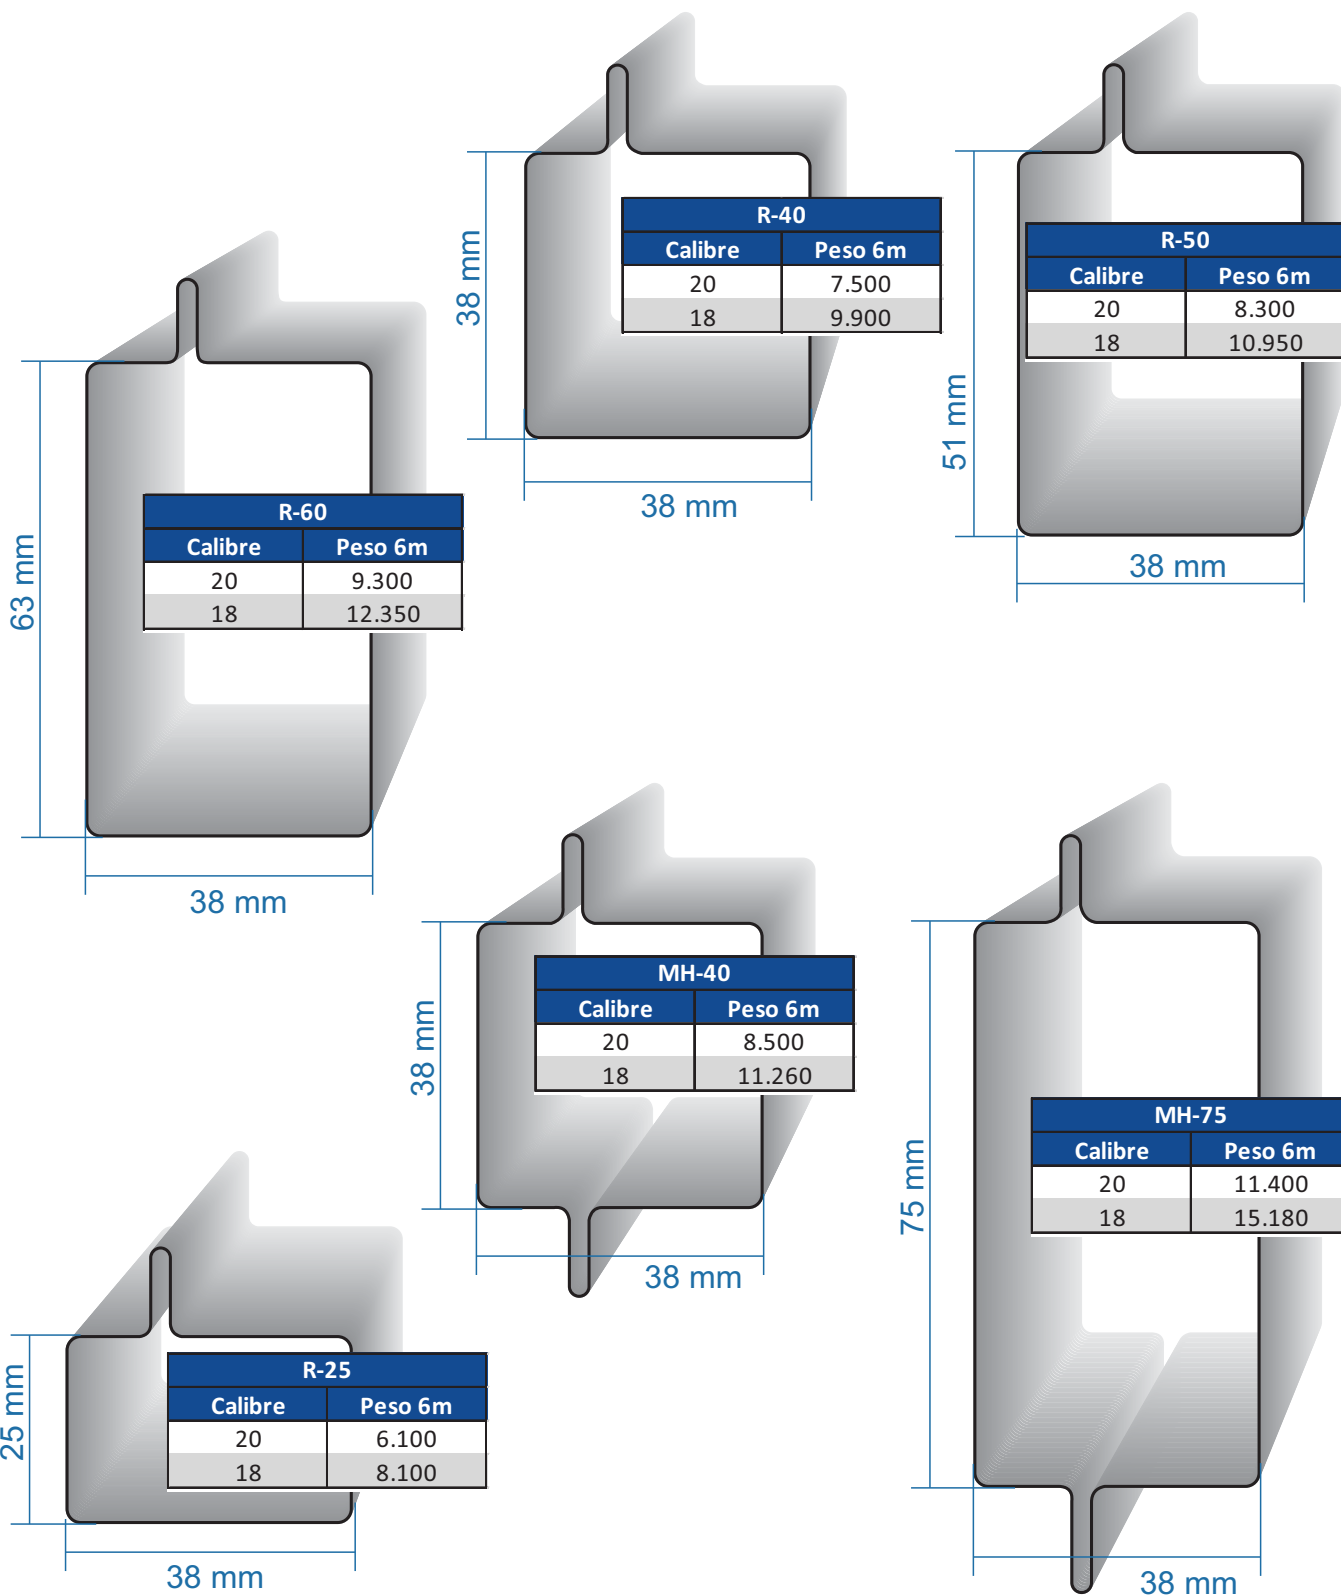 R-40
Calibre Peso 6m
20 7.500
18 9.900
38 mm
38 mm
R-50
Calibre Peso 6m
20 8.300
18 10.950
51 mm
38 mm
R-60
Calibre Peso 6m
20 9.300
18 12.350
63 mm
38 mm
MH-40
Calibre Peso 6m
20 8.500
18 11.260
38 mm
38 mm
MH-75
Calibre Peso 6m
20 11.400
18 15.180
75 mm
38 mm
R-25
Calibre Peso 6m
20 6.100
18 8.100
25 mm
38 mm